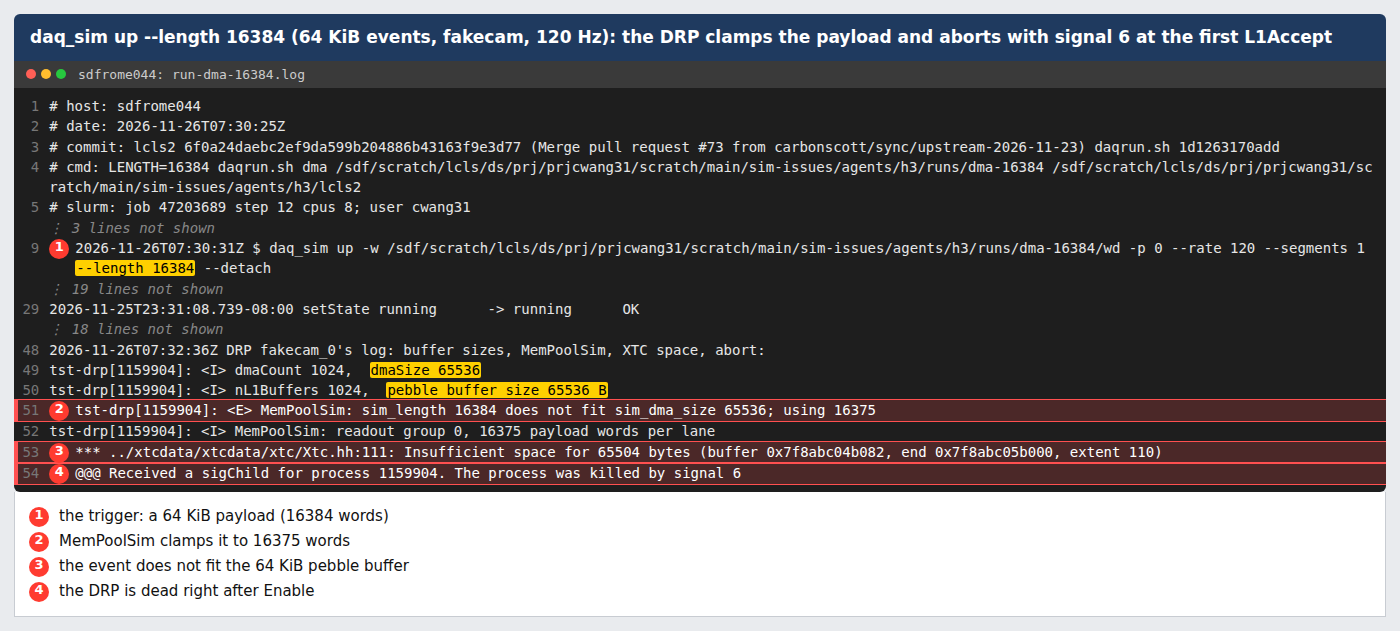 daq_sim up --length 16384 (64 KiB events, fakecam, 120 Hz): the DRP clamps the payload and aborts with signal 6 at the first L1Accept
sdfrome044: run-dma-16384.log
1 # host: sdfrome044
2 # date: 2026-11-26T07:30:25Z
3 # commit: lcls2 6f0a24daebc2ef9da599b204886b43163f9e3d77 (Merge pull request #73 from carbonscott/sync/upstream-2026-11-23) daqrun.sh 1d1263170add
4 # cmd: LENGTH=16384 daqrun.sh dma /sdf/scratch/lcls/ds/prj/prjcwang31/scratch/main/sim-issues/agents/h3/runs/dma-16384 /sdf/scratch/lcls/ds/prj/prjcwang31/sc
ratch/main/sim-issues/agents/h3/lcls2
5 # slurm: job 47203689 step 12 cpus 8; user cwang31
⋮ 3 lines not shown
9 1 2026-11-26T07:30:31Z $ daq_sim up -w /sdf/scratch/lcls/ds/prj/prjcwang31/scratch/main/sim-issues/agents/h3/runs/dma-16384/wd -p 0 --rate 120 --segments 1
--length 16384 --detach
⋮ 19 lines not shown
29 2026-11-25T23:31:08.739-08:00 setState running      -> running      OK
⋮ 18 lines not shown
48 2026-11-26T07:32:36Z DRP fakecam_0's log: buffer sizes, MemPoolSim, XTC space, abort:
49 tst-drp[1159904]: <I> dmaCount 1024,  dmaSize 65536
50 tst-drp[1159904]: <I> nL1Buffers 1024,  pebble buffer size 65536 B
51 2 tst-drp[1159904]: <E> MemPoolSim: sim_length 16384 does not fit sim_dma_size 65536; using 16375
52 tst-drp[1159904]: <I> MemPoolSim: readout group 0, 16375 payload words per lane
53 3 *** ../xtcdata/xtcdata/xtc/Xtc.hh:111: Insufficient space for 65504 bytes (buffer 0x7f8abc04b082, end 0x7f8abc05b000, extent 110)
54 4 @@@ Received a sigChild for process 1159904. The process was killed by signal 6
1 the trigger: a 64 KiB payload (16384 words)
2 MemPoolSim clamps it to 16375 words
3 the event does not fit the 64 KiB pebble buffer
4 the DRP is dead right after Enable